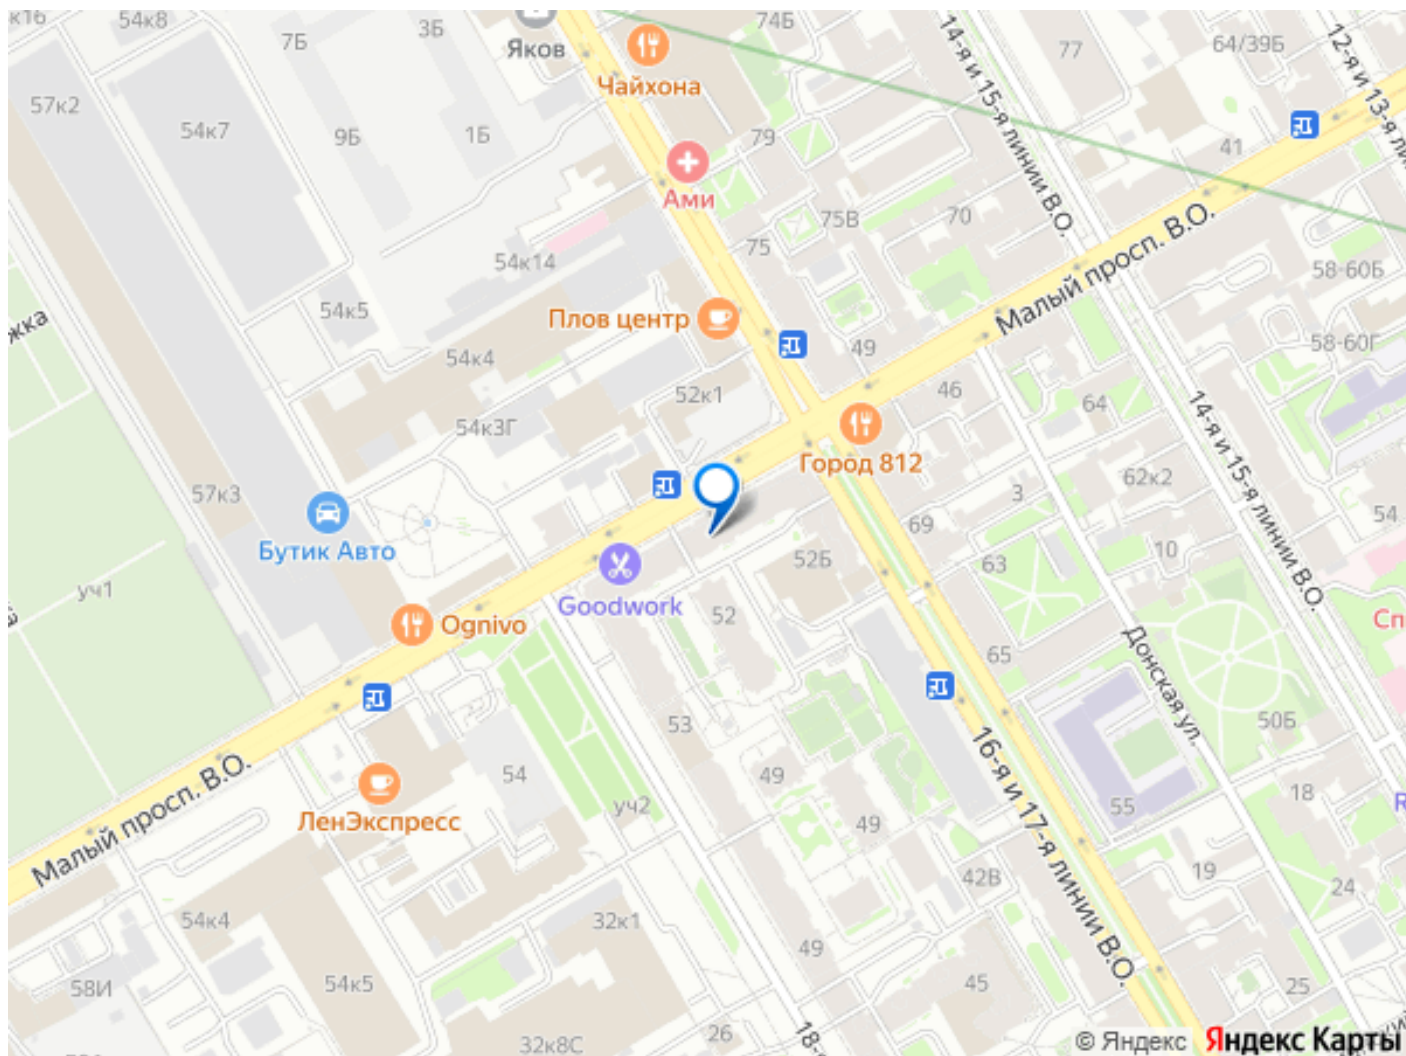 к16
54к8
7Б
3Б
Яков
74Б
Чайхона
14-я и 15-я линии В.О.
77
64/39Б
12-я и 13-я
57к2
54к7
9Б
1Б
79
Ами
41
75В
70
75
54к14
Малый просп. В.О.
58-60Б
54к5
Плов центр
49
58-60Г
54к4
52к1
46
64
14-я и 15-я линии В.О.
54к3Г
Город 812
62к2
57к3
3
54
69
Бутик Авто
52Б
10
63
уч1
Goodwork
52
Ognivo
Донская ул.
65
53
50Б
16-я и 17-я линии В.О.
54
49
18
55
уч2
ЛенЭкспресс
49
Малый просп. В.О.
42В
19
24
54к4
32к1
49
58И
54к5
45
25
26
18-
32к8С
© Яндекс
Яндекс Карты